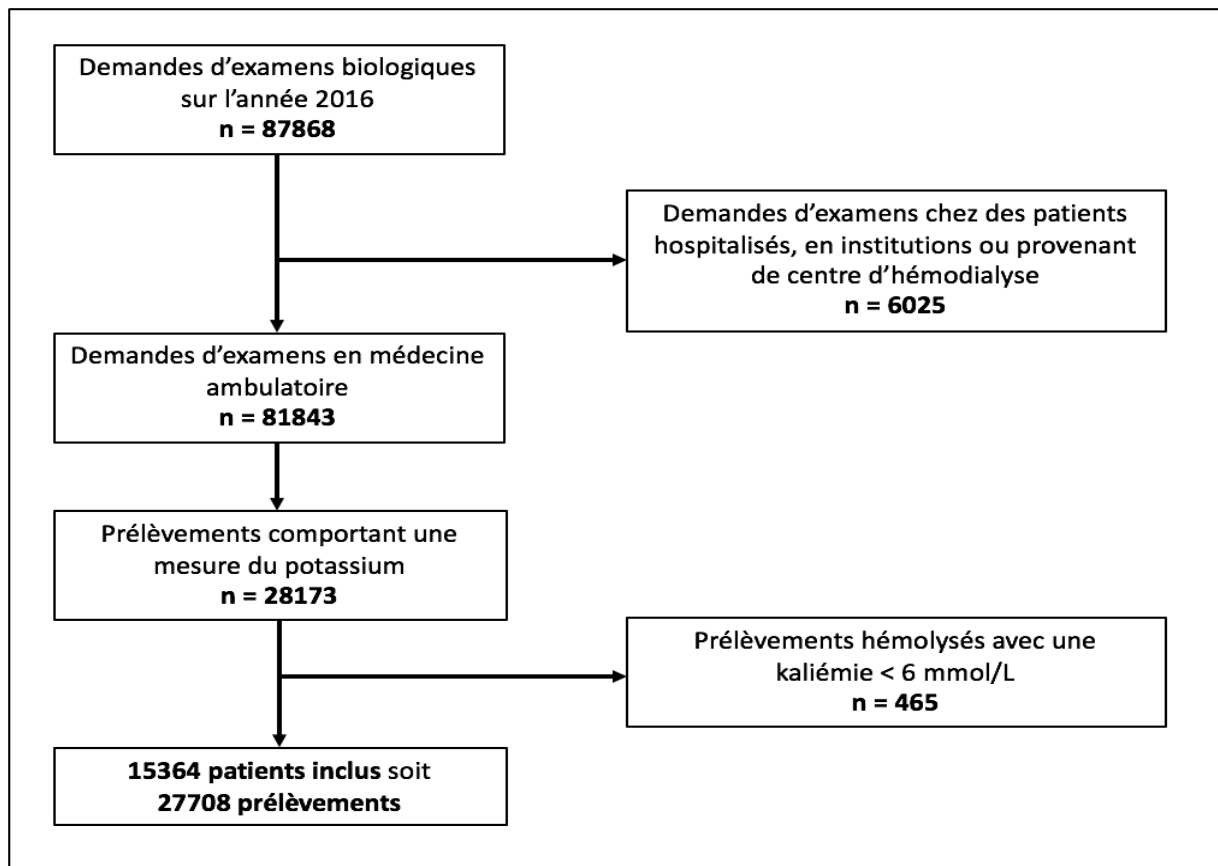 Demandes d’examens biologiques
sur l’année 2016
n = 87868
Demandes d’examens chez des patients
hospitalisés, en institutions ou provenant
de centre d’hémodialyse
n = 6025
Demandes d’examens en médecine
ambulatoire
n = 81843
Prélèvements comportant une
mesure du potassium
n = 28173
Prélèvements hémolysés avec une
kaliémie < 6 mmol/L
n = 465
15364 patients inclus soit
27708 prélèvements